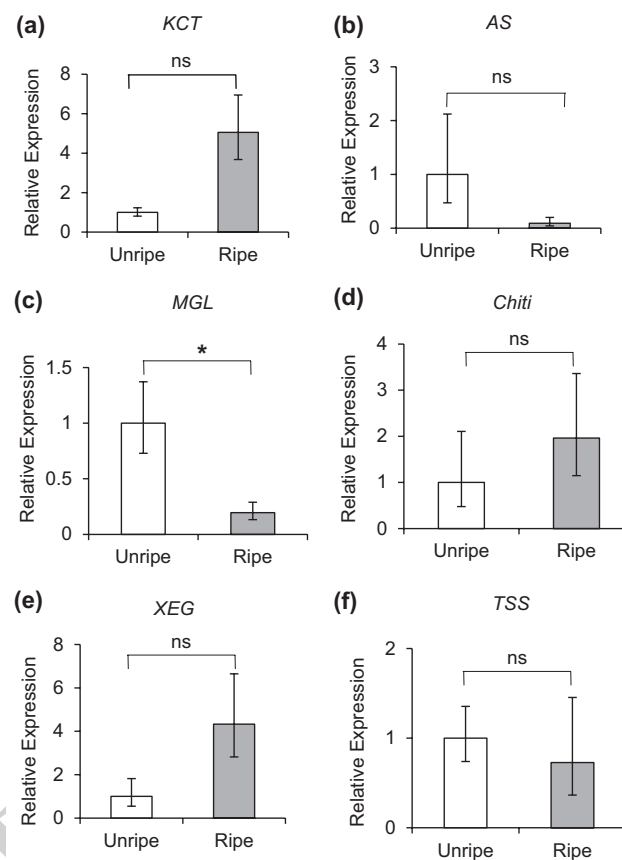 (a) KCT
ns
Relative Expression
8
6
4
2
0
Unripe Ripe
(b) AS
ns
Relative Expression
3
2
1
0
Unripe Ripe
(c) MGL
*
Relative Expression
1.5
1
0.5
0
Unripe Ripe
(d) Chiti
ns
Relative Expression
4
3
2
1
0
Unripe Ripe
(e) XEG
ns
Relative Expression
8
6
4
2
0
Unripe Ripe
(f) TSS
ns
Relative Expression
2
1
0
Unripe Ripe